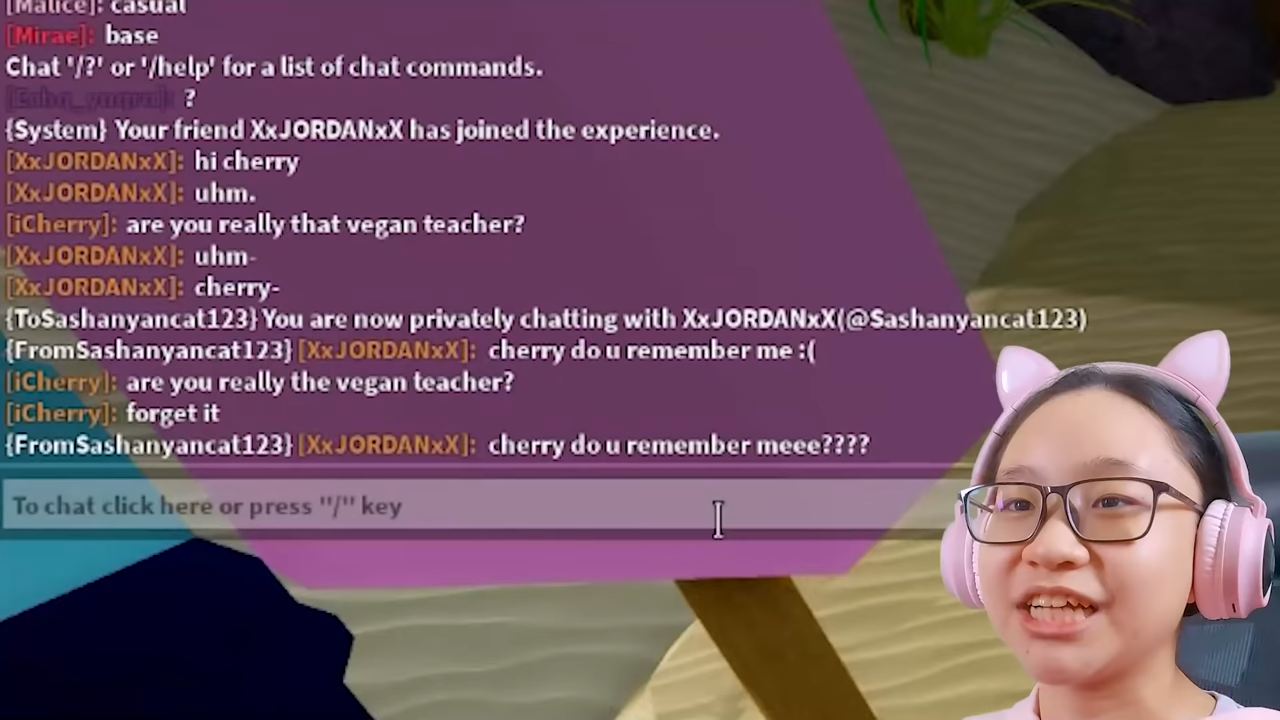 [Malice]: casual
[Mirae]: base
Chat '/?' or '/help' for a list of chat commands.
?
{System} Your friend XxJORDANxX has joined the experience.
[XxJORDANxX]: hi cherry
[XxJORDANxX]: uhm.
[iCherry]: are you really that vegan teacher?
[XxJORDANxX]: uhm-
[XxJORDANxX]: cherry-
{ToSashanyancat123} You are now privately chatting with XxJORDANxX(@Sashanyancat123)
{FromSashanyancat123} [XxJORDANxX]: cherry do u remember me :(
[iCherry]: are you really the vegan teacher?
[iCherry]: forget it
{FromSashanyancat123} [XxJORDANxX]: cherry do u remember meee????
To chat click here or press "/" key